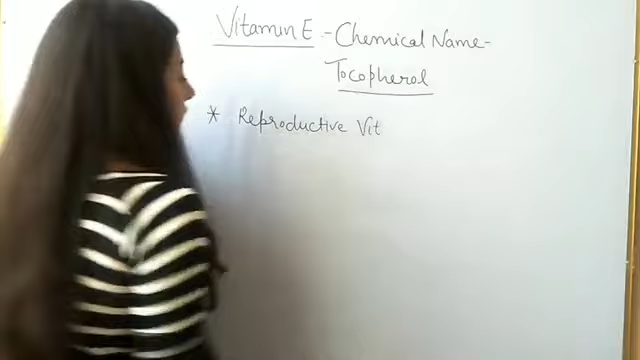 Vitamin E - Chemical Name-
Tocopherol
* Reproductive Vit